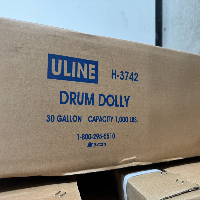 ULINE H-3742
DRUM DOLLY
30 GALLON CAPACITY 1,000 LBS.
1-800-295-5510